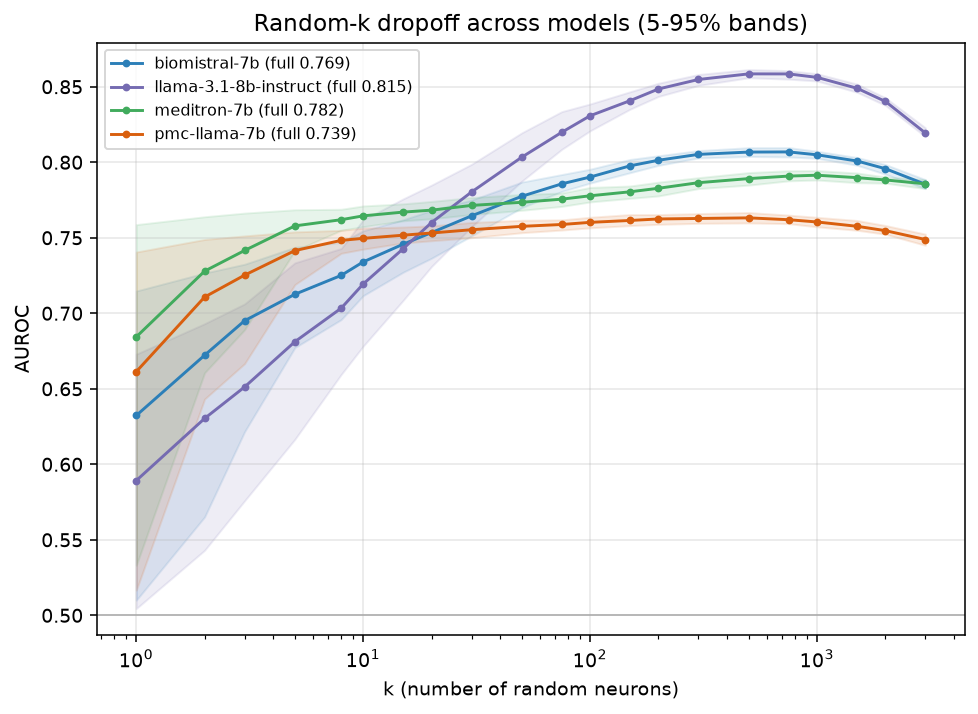 Random-k dropoff across models (5-95% bands)
biomistral-7b (full 0.769)
llama-3.1-8b-instruct (full 0.815)
meditron-7b (full 0.782)
pmc-llama-7b (full 0.739)
AUROC
0.85
0.80
0.75
0.70
0.65
0.60
0.55
0.50
10⁰ 10¹ 10² 10³
k (number of random neurons)